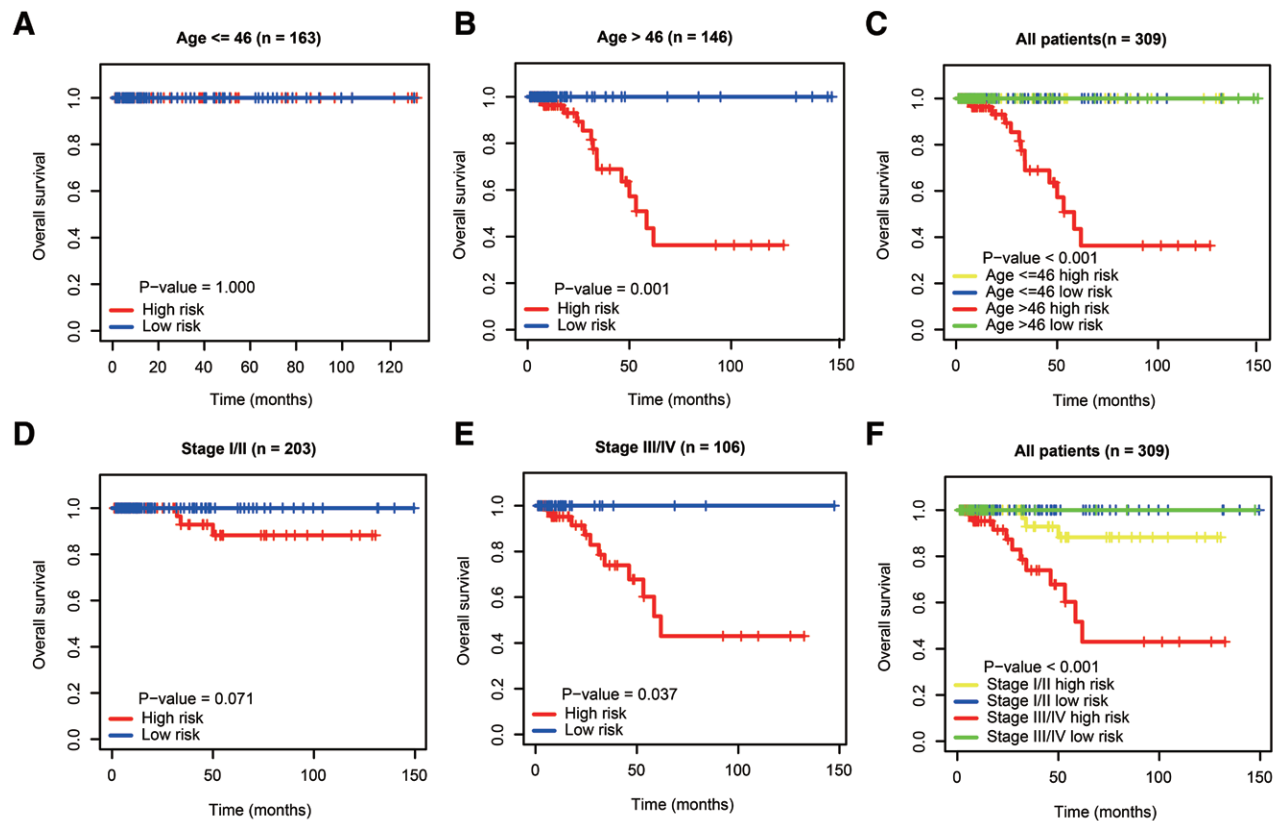 A
Age <= 46 (n = 163)
Overall survival
1.0
0.8
0.6
0.4
0.2
0.0
P-value = 1.000
High risk
Low risk
0 20 40 60 80 100 120
Time (months)
B
Age > 46 (n = 146)
Overall survival
1.0
0.8
0.6
0.4
0.2
0.0
P-value = 0.001
High risk
Low risk
0 50 100 150
Time (months)
C
All patients(n = 309)
Overall survival
1.0
0.8
0.6
0.4
0.2
0.0
P-value < 0.001
Age <=46 high risk
Age <=46 low risk
Age >46 high risk
Age >46 low risk
0 50 100 150
Time (months)
D
Stage I/II (n = 203)
Overall survival
1.0
0.8
0.6
0.4
0.2
0.0
P-value = 0.071
High risk
Low risk
0 50 100 150
Time (months)
E
Stage III/IV (n = 106)
Overall survival
1.0
0.8
0.6
0.4
0.2
0.0
P-value = 0.037
High risk
Low risk
0 50 100 150
Time (months)
F
All patients (n = 309)
Overall survival
1.0
0.8
0.6
0.4
0.2
0.0
P-value < 0.001
Stage I/II high risk
Stage I/II low risk
Stage III/IV high risk
Stage III/IV low risk
0 50 100 150
Time (months)